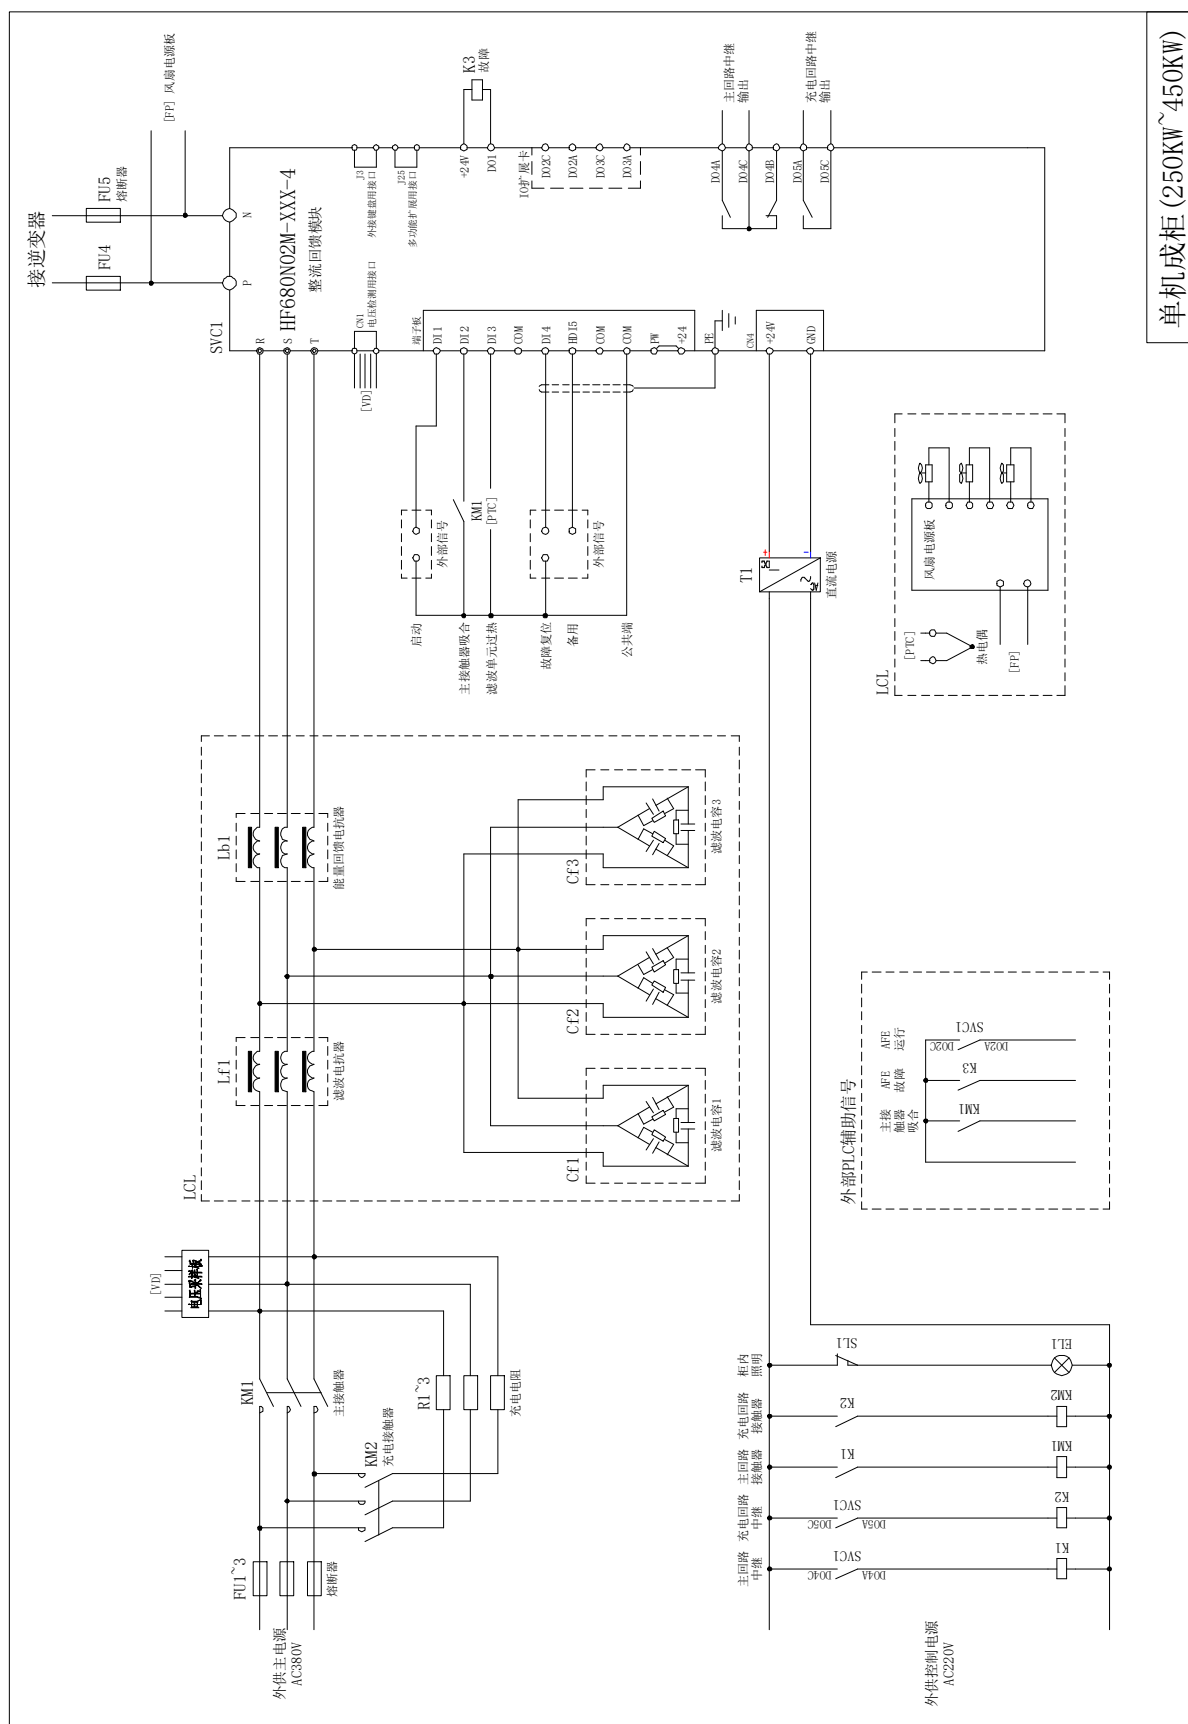 单机成柜(250KW~450KW)
接逆变器
FU4
FU5
熔断器
[FP] 风扇电源板
P
N
SVC1
HF680N02M-XXX-4
整流回馈模块
R
S
T
CN1
电压检测用接口
[VD]
J3
外接键盘用接口
J25
多功能扩展用接口
K3
故障
+24V
DO1
IO扩展卡
DO2C
DO2A
DO3C
DO3A
主回路中继
输出
DO4A
DO4C
DO4B
充电回路中继
输出
DO5A
DO5C
端子板
DI1
DI2
DI3
COM
DI4
HDI5
COM
COM
PW
+24
PE
CN4
+24V
GND
外部信号
KM1
[PTC]
外部信号
启动
主接触器吸合
滤波单元过热
故障复位
备用
公共端
T1
+
-
DC
AC
直流电源
LCL
风扇电源板
[PTC]
热电偶
[FP]
LCL
Lb1
能量回馈电抗器
Lf1
滤波电抗器
Cf3
滤波电容3
Cf2
滤波电容2
Cf1
滤波电容1
外部PLC辅助信号
AFE
运行
SVC1
DO2C
DO2A
AFE
故障
K3
主接
触器
吸合
KM1
[VD]
电压采样板
KM1
主接触器
KM2
充电接触器
R1~3
充电电阻
FU1~3
熔断器
外供主电源
AC380V
柜内
照明
SL1
EL1
充电回路
接触器
K2
KM2
主回路
接触器
K1
KM1
充电回路
中继
SVC1
DO5C
DO5A
K2
主回路
中继
SVC1
DO4C
DO4A
K1
外供控制电源
AC220V